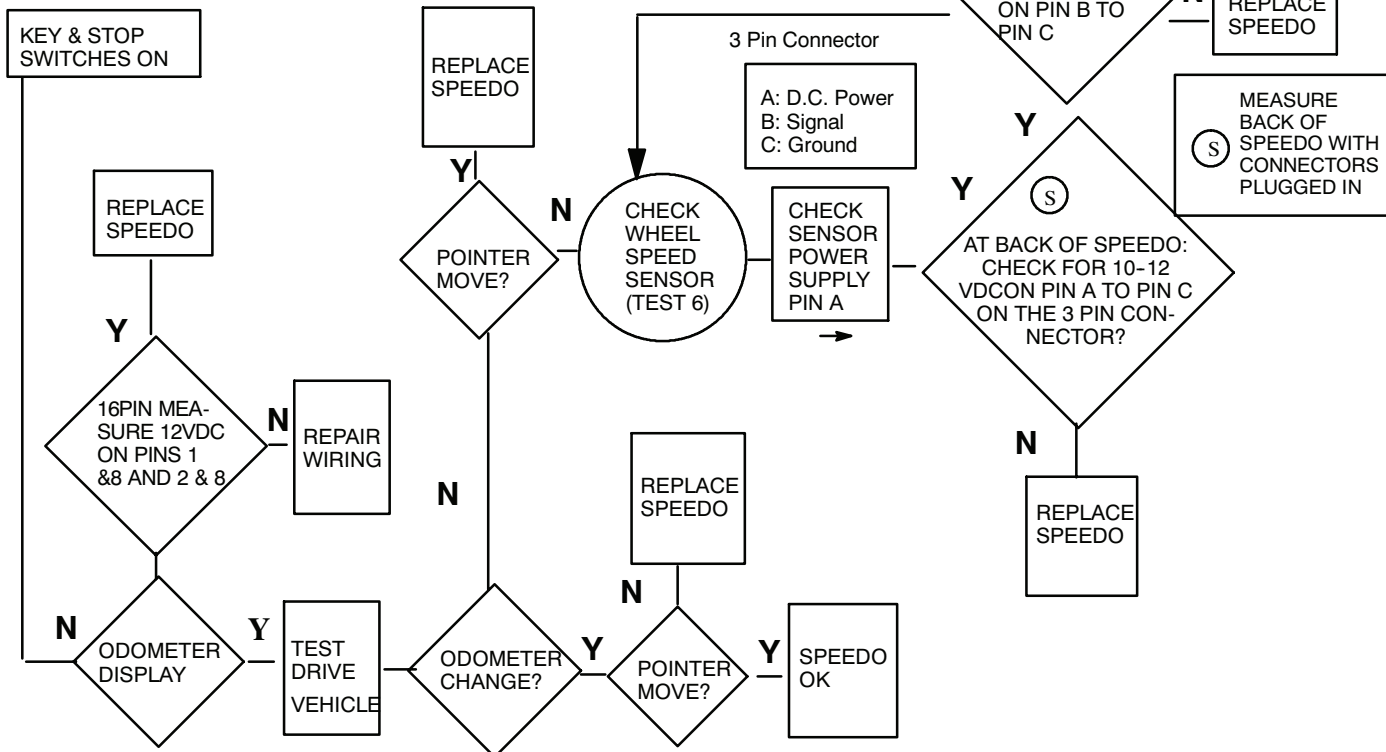 KEY & STOP
SWITCHES ON
REPLACE
SPEEDO
3 Pin Connector
A: D.C. Power
B: Signal
C: Ground
ON PIN B TO
PIN C
N
REPLACE
SPEEDO
Y
S
MEASURE
BACK OF
SPEEDO WITH
CONNECTORS
PLUGGED IN
REPLACE
SPEEDO
Y
POINTER
MOVE?
N
CHECK
WHEEL
SPEED
SENSOR
(TEST 6)
CHECK
SENSOR
POWER
SUPPLY
PIN A
Y
S
AT BACK OF SPEEDO:
CHECK FOR 10-12
VDCON PIN A TO PIN C
ON THE 3 PIN CON-
NECTOR?
N
REPLACE
SPEEDO
Y
16PIN MEA-
SURE 12VDC
ON PINS 1
&8 AND 2 & 8
N
REPAIR
WIRING
N
REPLACE
SPEEDO
N
N
ODOMETER
DISPLAY
Y
TEST
DRIVE
VEHICLE
ODOMETER
CHANGE?
Y
POINTER
MOVE?
Y
SPEEDO
OK